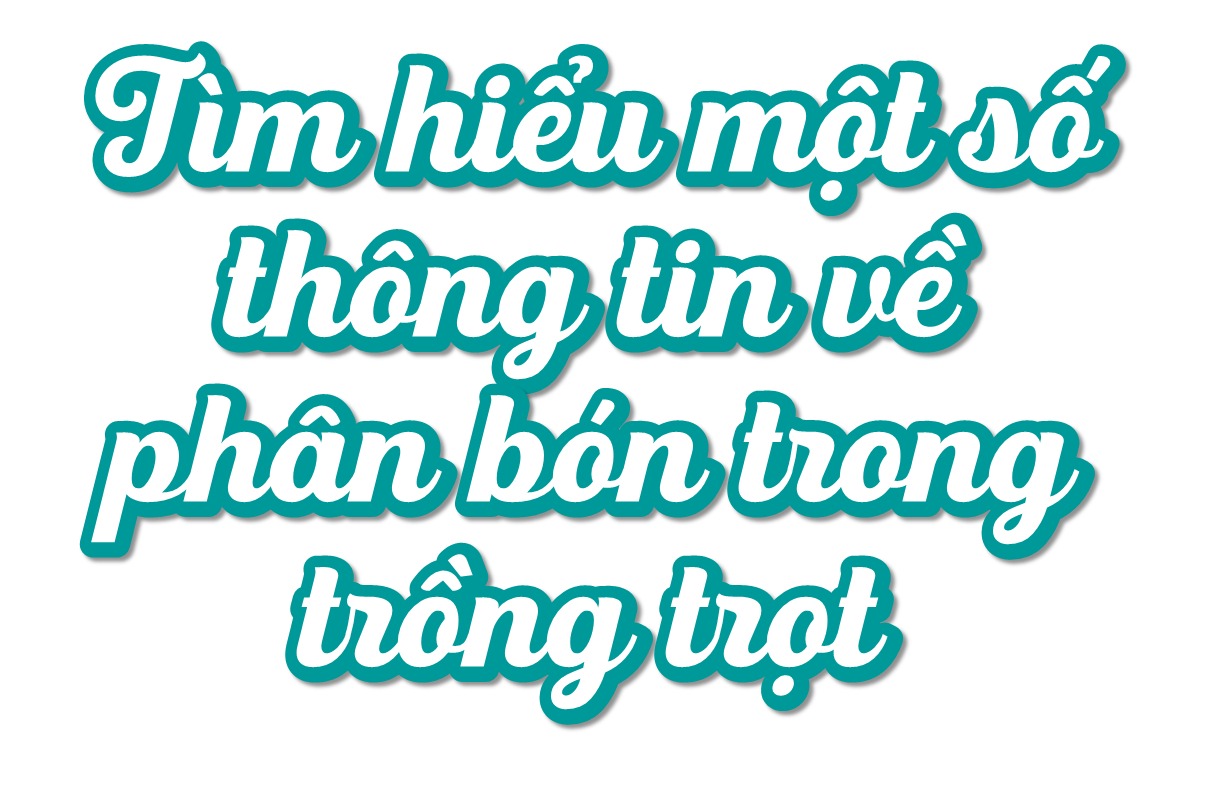 Tìm hiểu một số
thông tin về
phân bón trong
trồng trọt